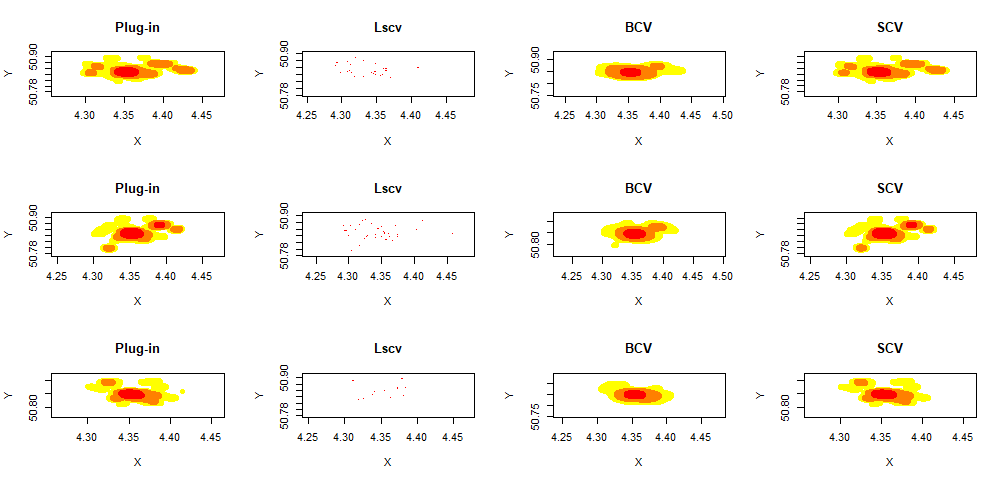 Plug-in Lscv BCV SCV
Y 50.78 50.90 Y 50.78 50.90 Y 50.75 50.90 Y 50.78 50.90
4.30 4.35 4.40 4.45 4.25 4.30 4.35 4.40 4.45 4.25 4.30 4.35 4.40 4.45 4.50 4.30 4.35 4.40 4.45
X X X X
Plug-in Lscv BCV SCV
Y 50.78 50.90 Y 50.78 50.90 Y 50.80 Y 50.78 50.90
4.25 4.30 4.35 4.40 4.45 4.25 4.30 4.35 4.40 4.45 4.25 4.30 4.35 4.40 4.45 4.50 4.25 4.30 4.35 4.40 4.45
X X X X
Plug-in Lscv BCV SCV
Y 50.80 Y 50.78 50.90 Y 50.75 Y 50.80
4.30 4.35 4.40 4.45 4.25 4.30 4.35 4.40 4.45 4.25 4.30 4.35 4.40 4.45 4.30 4.35 4.40 4.45
X X X X